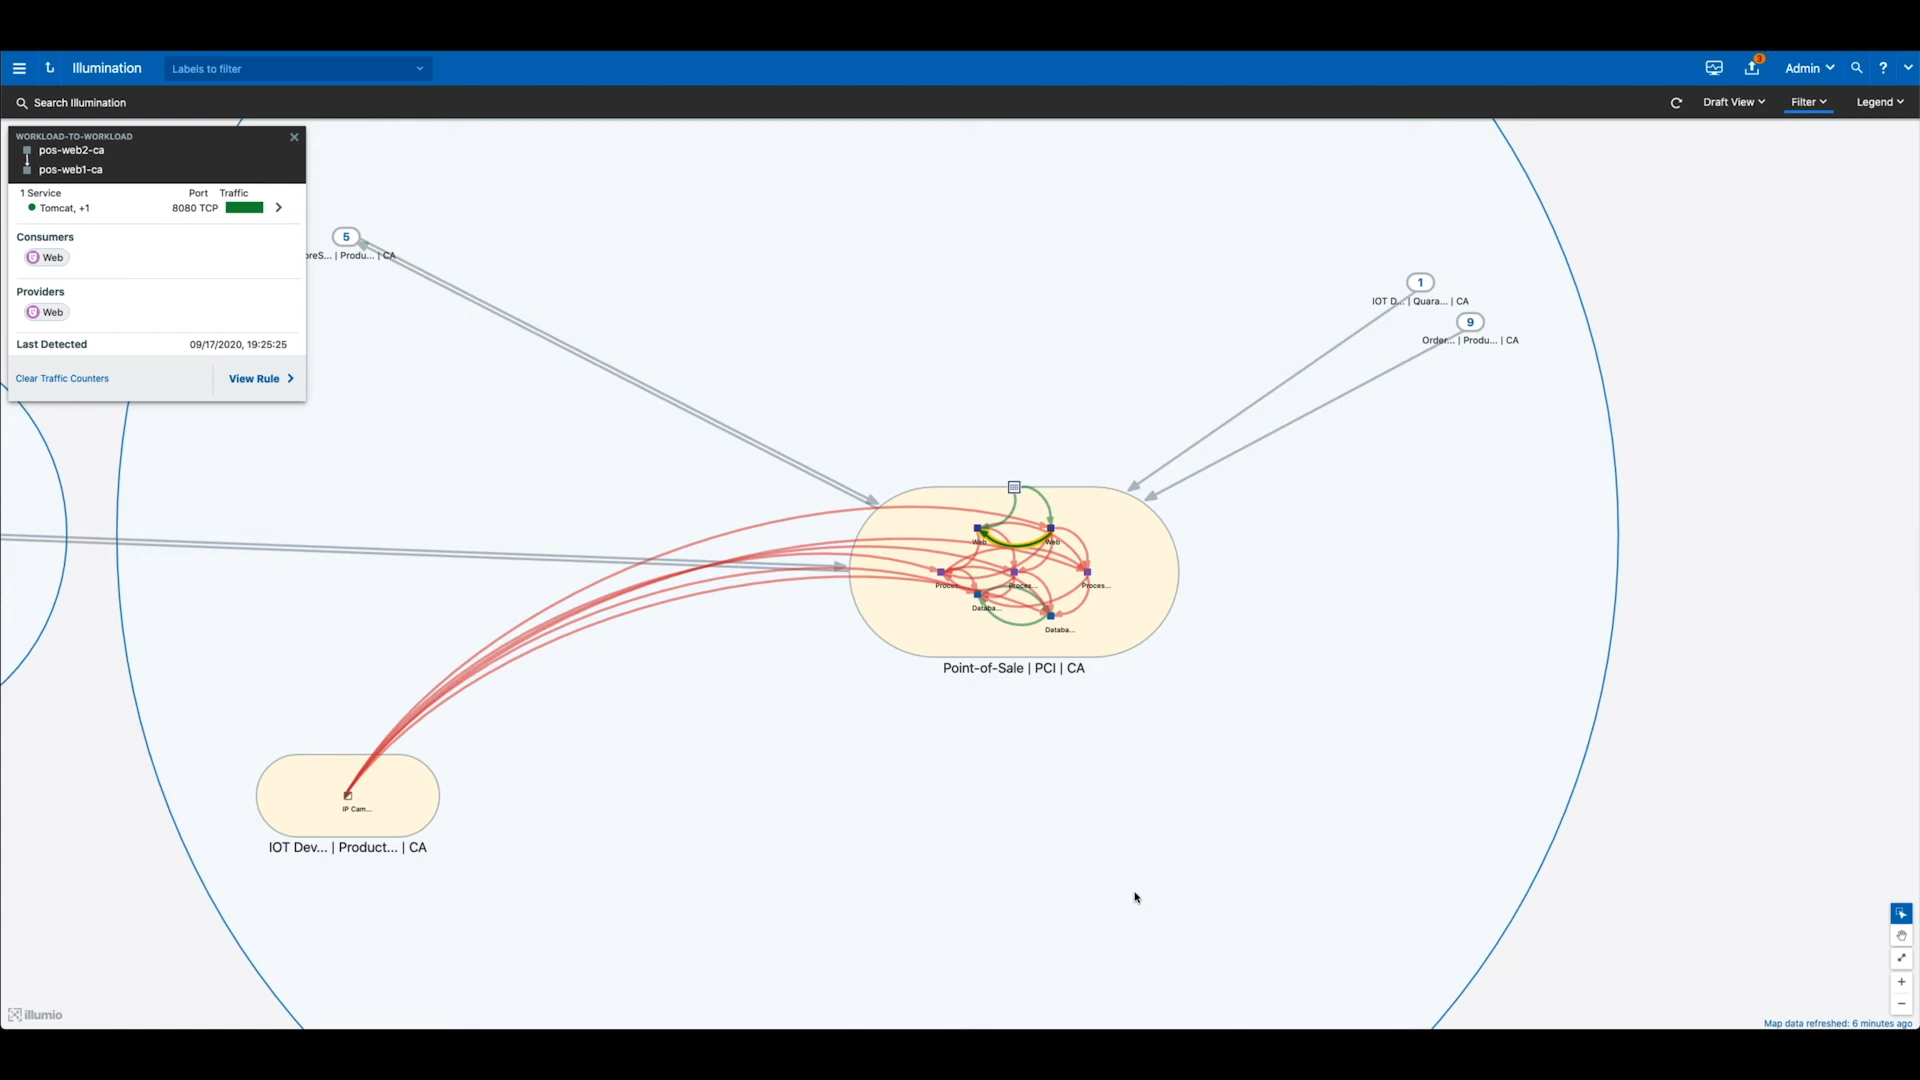 Illumination
Labels to filter
3
Admin
?
Search Illumination
Draft View
Filter
Legend
WORKLOAD-TO-WORKLOAD
pos-web2-ca
pos-web1-ca
1 Service Port Traffic
Tomcat, +1 8080 TCP
Consumers
Web
Providers
Web
Last Detected 09/17/2020, 19:25:25
Clear Traffic Counters
View Rule
5
oreS... | Produ... | CA
1
IOT D... | Quara... | CA
9
Order... | Produ... | CA
Web
Web
Proces...
Proces...
Proces...
Databa...
Databa...
Point-of-Sale | PCI | CA
IP Cam...
IOT Dev... | Product... | CA
illumio
Map data refreshed: 6 minutes ago